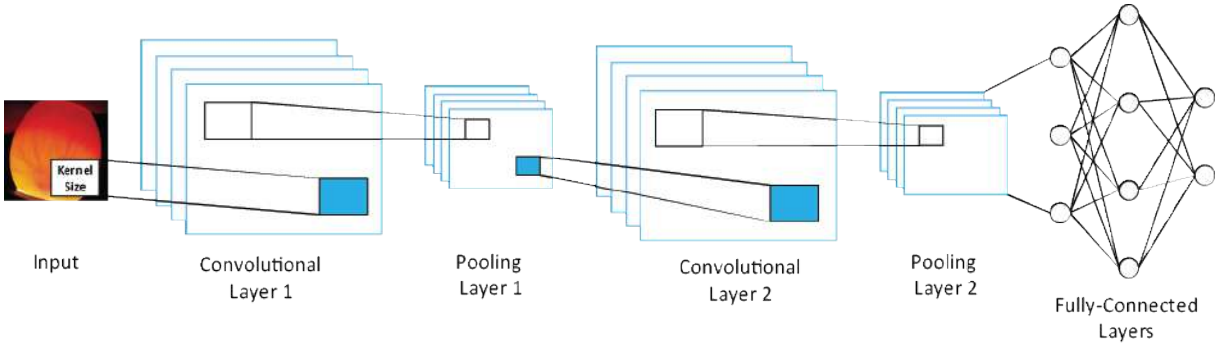 Kernel
Size
Input
Convolutional
Layer 1
Pooling
Layer 1
Convolutional
Layer 2
Pooling
Layer 2
Fully-Connected
Layers